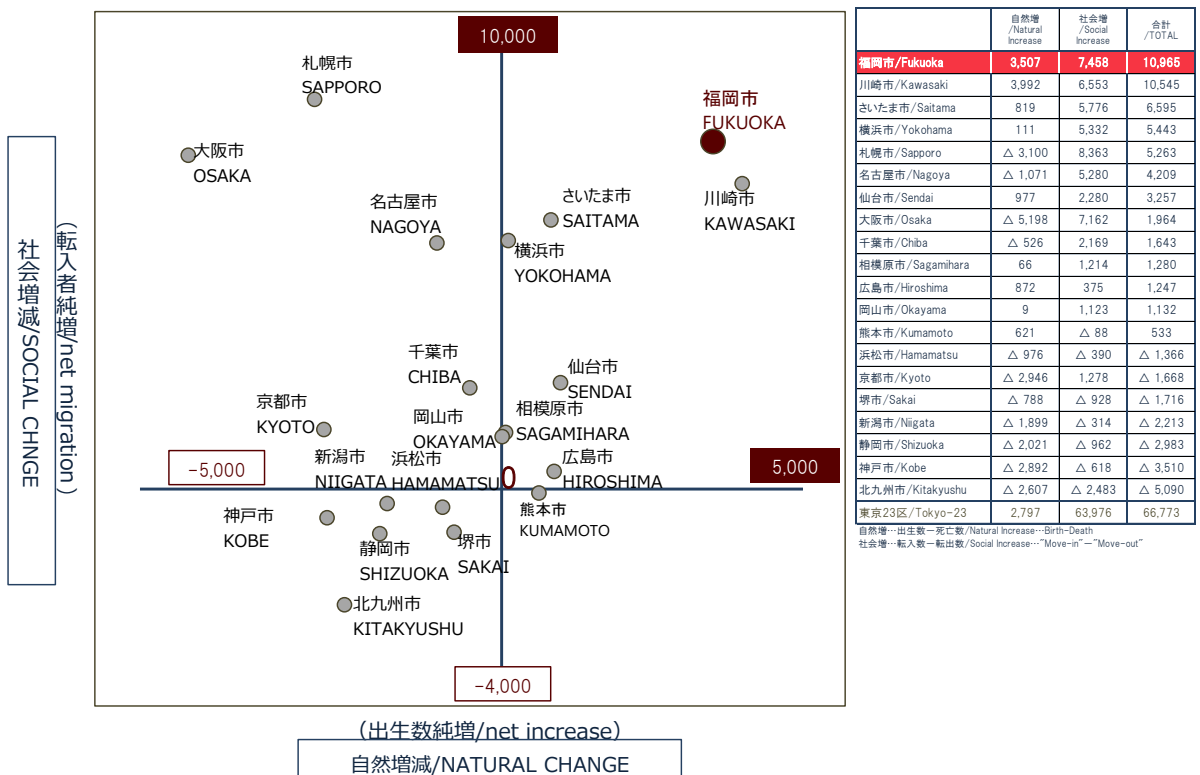 10,000
札幌市
SAPPORO
福岡市
FUKUOKA
大阪市
OSAKA
名古屋市
NAGOYA
さいたま市
SAITAMA
川崎市
KAWASAKI
横浜市
YOKOHAMA
千葉市
CHIBA
仙台市
SENDAI
京都市
KYOTO
岡山市
OKAYAMA
相模原市
SAGAMIHARA
新潟市
NIIGATA
浜松市
HAMAMATSU
広島市
HIROSHIMA
-5,000
0
5,000
神戸市
KOBE
静岡市
SHIZUOKA
堺市
SAKAI
熊本市
KUMAMOTO
北九州市
KITAKYUSHU
-4,000
社会増減/SOCIAL CHNGE
(転入者純増/net migration)
(出生数純増/net increase)
自然増減/NATURAL CHANGE
自然増 /Natural Increase 社会増 /Social Increase 合計 /TOTAL
福岡市/Fukuoka 3,507 7,458 10,965
川崎市/Kawasaki 3,992 6,553 10,545
さいたま市/Saitama 819 5,776 6,595
横浜市/Yokohama 111 5,332 5,443
札幌市/Sapporo △ 3,100 8,363 5,263
名古屋市/Nagoya △ 1,071 5,280 4,209
仙台市/Sendai 977 2,280 3,257
大阪市/Osaka △ 5,198 7,162 1,964
千葉市/Chiba △ 526 2,169 1,643
相模原市/Sagamihara 66 1,214 1,280
広島市/Hiroshima 872 375 1,247
岡山市/Okayama 9 1,123 1,132
熊本市/Kumamoto 621 △ 88 533
浜松市/Hamamatsu △ 976 △ 390 △ 1,366
京都市/Kyoto △ 2,946 1,278 △ 1,668
堺市/Sakai △ 788 △ 928 △ 1,716
新潟市/Niigata △ 1,899 △ 314 △ 2,213
静岡市/Shizuoka △ 2,021 △ 962 △ 2,983
神戸市/Kobe △ 2,892 △ 618 △ 3,510
北九州市/Kitakyushu △ 2,607 △ 2,483 △ 5,090
東京23区/Tokyo-23 2,797 63,976 66,773
自然増…出生数ー死亡数/Natural Increase…Birth-Death
社会増…転入数ー転出数/Social Increase…"Move-in"ー"Move-out"